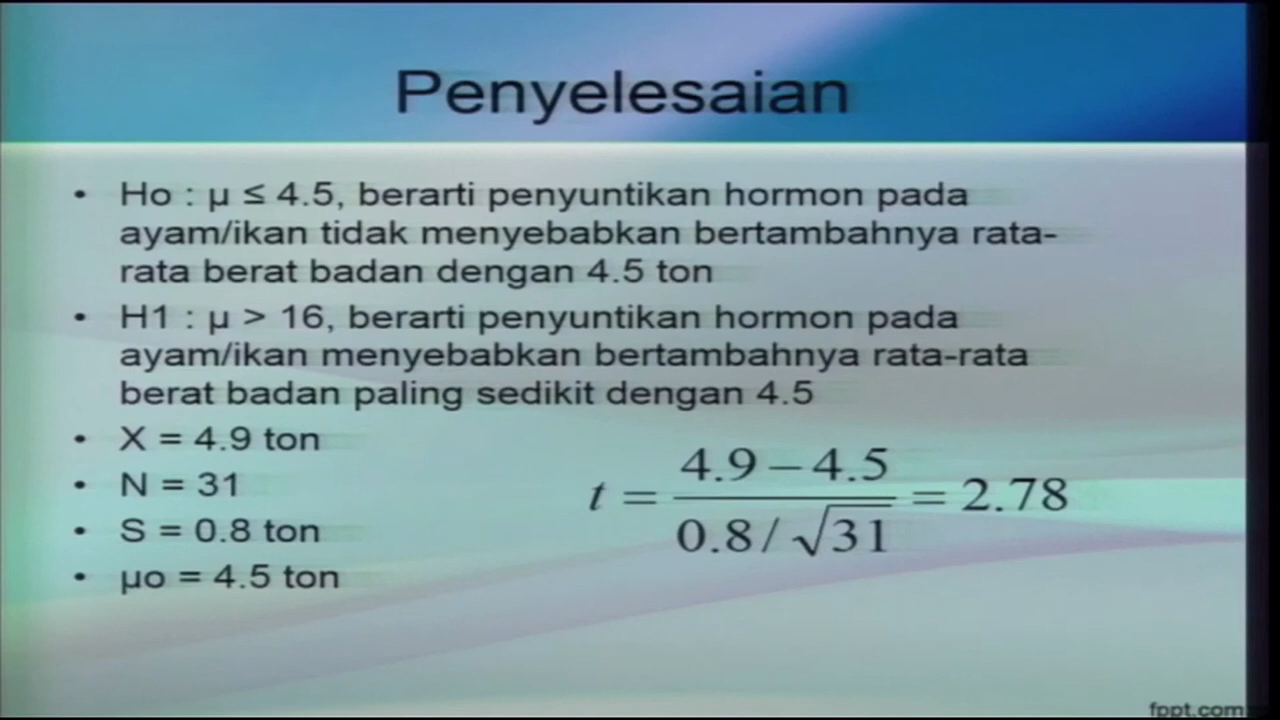 Penyelesaian
• Ho : µ ≤ 4.5, berarti penyuntikan hormon pada
ayam/ikan tidak menyebabkan bertambahnya rata-
rata berat badan dengan 4.5 ton
• H1 : µ > 16, berarti penyuntikan hormon pada
ayam/ikan menyebabkan bertambahnya rata-rata
berat badan paling sedikit dengan 4.5
• X = 4.9 ton
• N = 31
• S = 0.8 ton
• µo = 4.5 ton
t = 4.9 – 4.5 / 0.8 / √31 = 2.78
fppt.com